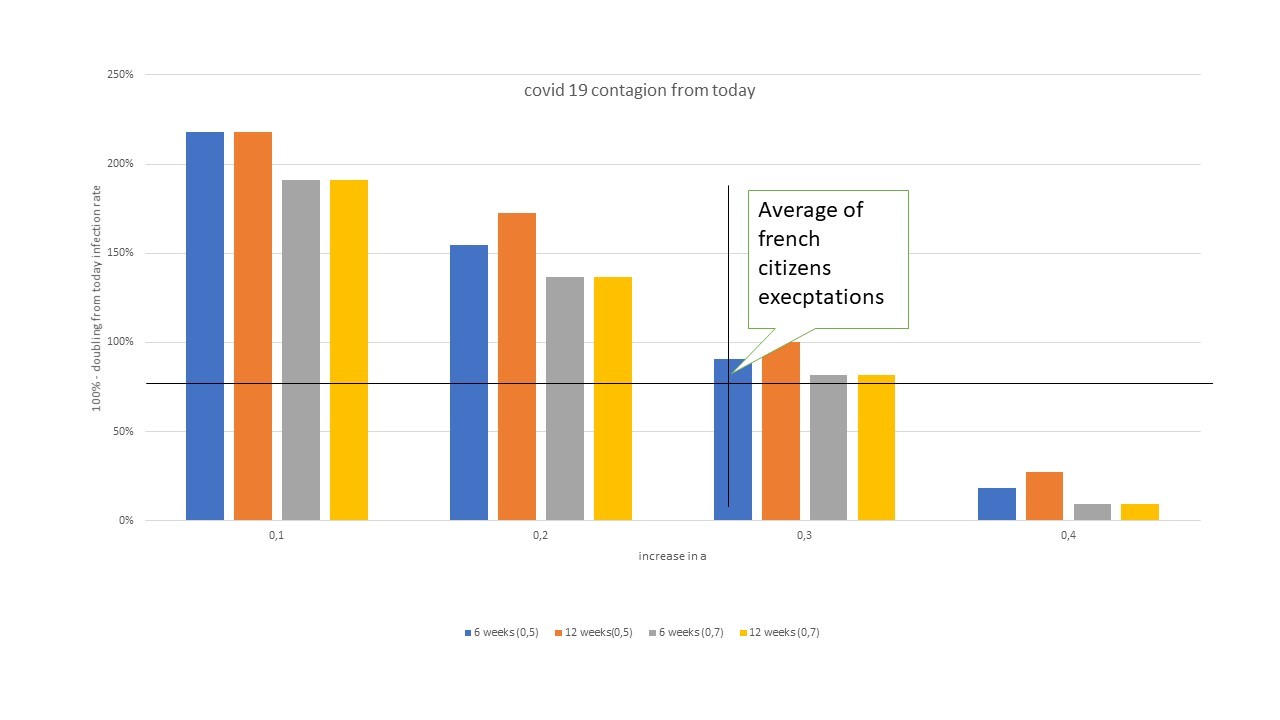 covid 19 contagion from today
250%
200%
150%
100%
50%
0%
100% - doubling from today infection rate
Average of
french
citizens
execptations
0,1 0,2 0,3 0,4
increase in a
6 weeks (0,5) 12 weeks(0,5) 6 weeks (0,7) 12 weeks (0,7)